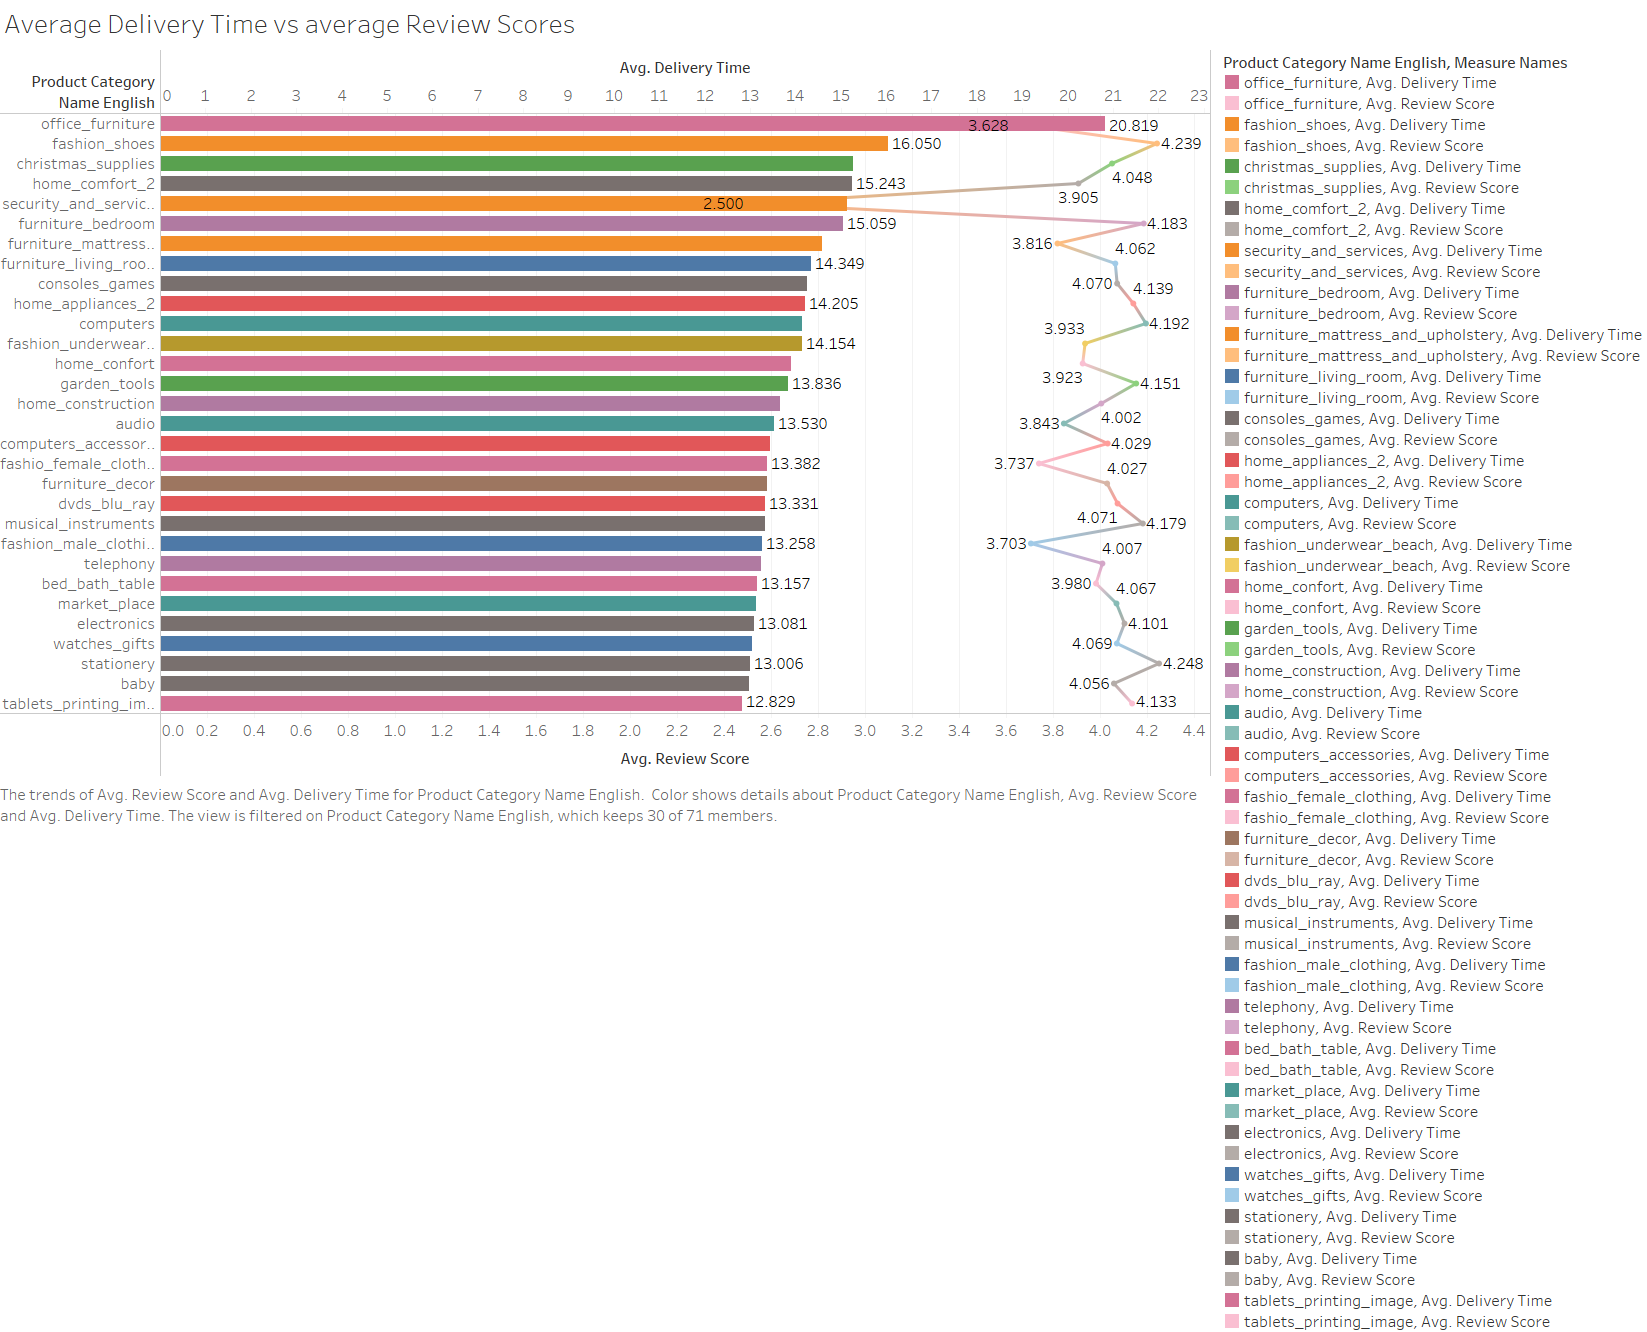 Average Delivery Time vs average Review Scores
Product Category
Name English
Avg. Delivery Time
0 1 2 3 4 5 6 7 8 9 10 11 12 13 14 15 16 17 18 19 20 21 22 23
office_furniture 3.628 20.819
fashion_shoes 16.050 4.239
christmas_supplies 4.048
home_comfort_2 15.243 3.905
security_and_servic.. 2.500
furniture_bedroom 15.059 4.183
furniture_mattress.. 3.816 4.062
furniture_living_roo.. 14.349
consoles_games 4.070 4.139
home_appliances_2 14.205
computers 4.192
fashion_underwear.. 14.154 3.933
home_confort 3.923
garden_tools 13.836 4.151
home_construction 4.002
audio 13.530 3.843
computers_accessor.. 4.029
fashio_female_cloth.. 13.382 3.737 4.027
furniture_decor
dvds_blu_ray 13.331 4.071
musical_instruments 4.179
fashion_male_clothi.. 13.258 3.703 4.007
telephony
bed_bath_table 13.157 3.980 4.067
market_place
electronics 13.081 4.101
watches_gifts 4.069
stationery 13.006 4.248
baby 4.056
tablets_printing_im.. 12.829 4.133
0.0 0.2 0.4 0.6 0.8 1.0 1.2 1.4 1.6 1.8 2.0 2.2 2.4 2.6 2.8 3.0 3.2 3.4 3.6 3.8 4.0 4.2 4.4
Avg. Review Score
The trends of Avg. Review Score and Avg. Delivery Time for Product Category Name English.  Color shows details about Product Category Name English, Avg. Review Score
and Avg. Delivery Time. The view is filtered on Product Category Name English, which keeps 30 of 71 members.
Product Category Name English, Measure Names
office_furniture, Avg. Delivery Time
office_furniture, Avg. Review Score
fashion_shoes, Avg. Delivery Time
fashion_shoes, Avg. Review Score
christmas_supplies, Avg. Delivery Time
christmas_supplies, Avg. Review Score
home_comfort_2, Avg. Delivery Time
home_comfort_2, Avg. Review Score
security_and_services, Avg. Delivery Time
security_and_services, Avg. Review Score
furniture_bedroom, Avg. Delivery Time
furniture_bedroom, Avg. Review Score
furniture_mattress_and_upholstery, Avg. Delivery Time
furniture_mattress_and_upholstery, Avg. Review Score
furniture_living_room, Avg. Delivery Time
furniture_living_room, Avg. Review Score
consoles_games, Avg. Delivery Time
consoles_games, Avg. Review Score
home_appliances_2, Avg. Delivery Time
home_appliances_2, Avg. Review Score
computers, Avg. Delivery Time
computers, Avg. Review Score
fashion_underwear_beach, Avg. Delivery Time
fashion_underwear_beach, Avg. Review Score
home_confort, Avg. Delivery Time
home_confort, Avg. Review Score
garden_tools, Avg. Delivery Time
garden_tools, Avg. Review Score
home_construction, Avg. Delivery Time
home_construction, Avg. Review Score
audio, Avg. Delivery Time
audio, Avg. Review Score
computers_accessories, Avg. Delivery Time
computers_accessories, Avg. Review Score
fashio_female_clothing, Avg. Delivery Time
fashio_female_clothing, Avg. Review Score
furniture_decor, Avg. Delivery Time
furniture_decor, Avg. Review Score
dvds_blu_ray, Avg. Delivery Time
dvds_blu_ray, Avg. Review Score
musical_instruments, Avg. Delivery Time
musical_instruments, Avg. Review Score
fashion_male_clothing, Avg. Delivery Time
fashion_male_clothing, Avg. Review Score
telephony, Avg. Delivery Time
telephony, Avg. Review Score
bed_bath_table, Avg. Delivery Time
bed_bath_table, Avg. Review Score
market_place, Avg. Delivery Time
market_place, Avg. Review Score
electronics, Avg. Delivery Time
electronics, Avg. Review Score
watches_gifts, Avg. Delivery Time
watches_gifts, Avg. Review Score
stationery, Avg. Delivery Time
stationery, Avg. Review Score
baby, Avg. Delivery Time
baby, Avg. Review Score
tablets_printing_image, Avg. Delivery Time
tablets_printing_image, Avg. Review Score